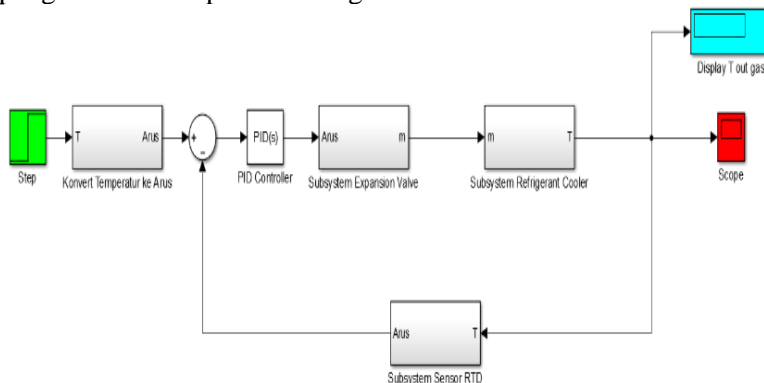 Display T out gas
T Arus
+
−
PID(s)
Arus m
m T
Step
Konvert Temperatur ke Arus
PID Controller
Subsystem Expansion Valve
Subsystem Refrigerant Cooler
Scope
Arus T
Subsystem Sensor RTD